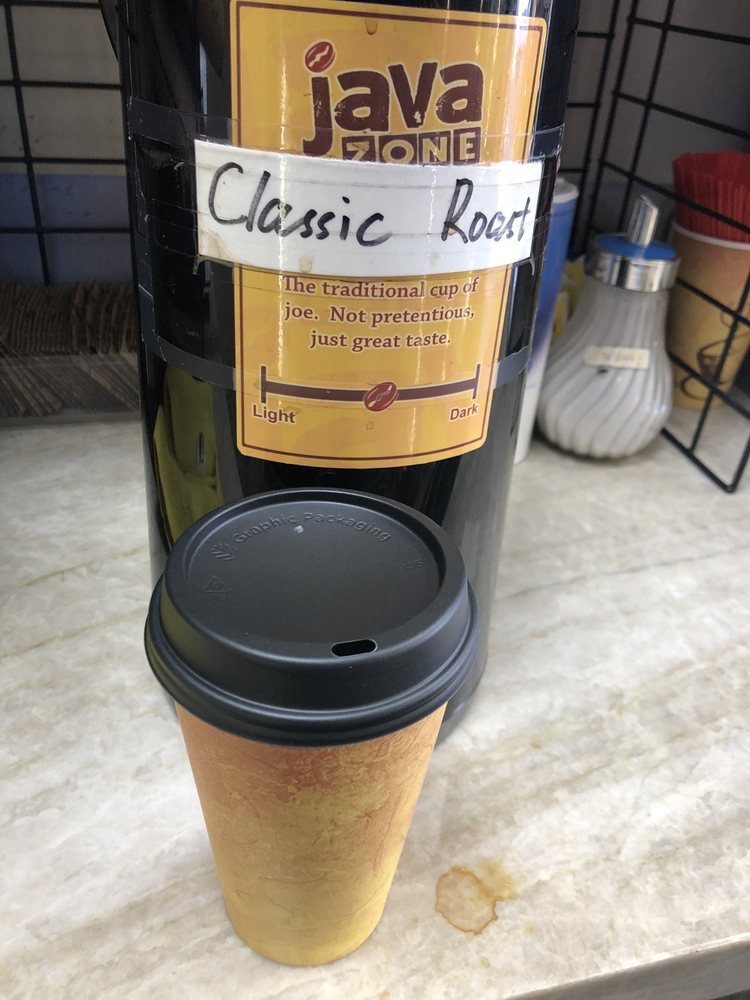 java
ZONE
Classic Roast
The traditional cup of
joe. Not pretentious,
just great taste.
Light Dark
Graphic Packaging